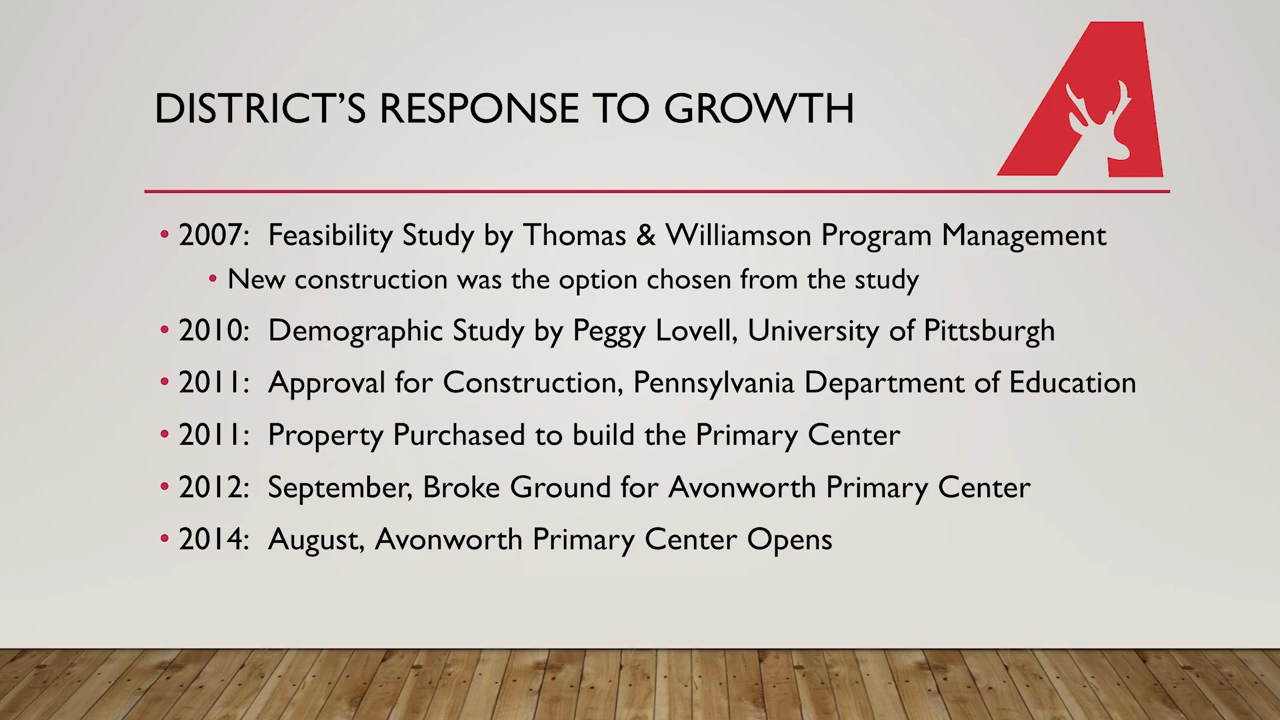 DISTRICT'S RESPONSE TO GROWTH
• 2007: Feasibility Study by Thomas & Williamson Program Management
• New construction was the option chosen from the study
• 2010: Demographic Study by Peggy Lovell, University of Pittsburgh
• 2011: Approval for Construction, Pennsylvania Department of Education
• 2011: Property Purchased to build the Primary Center
• 2012: September, Broke Ground for Avonworth Primary Center
• 2014: August, Avonworth Primary Center Opens